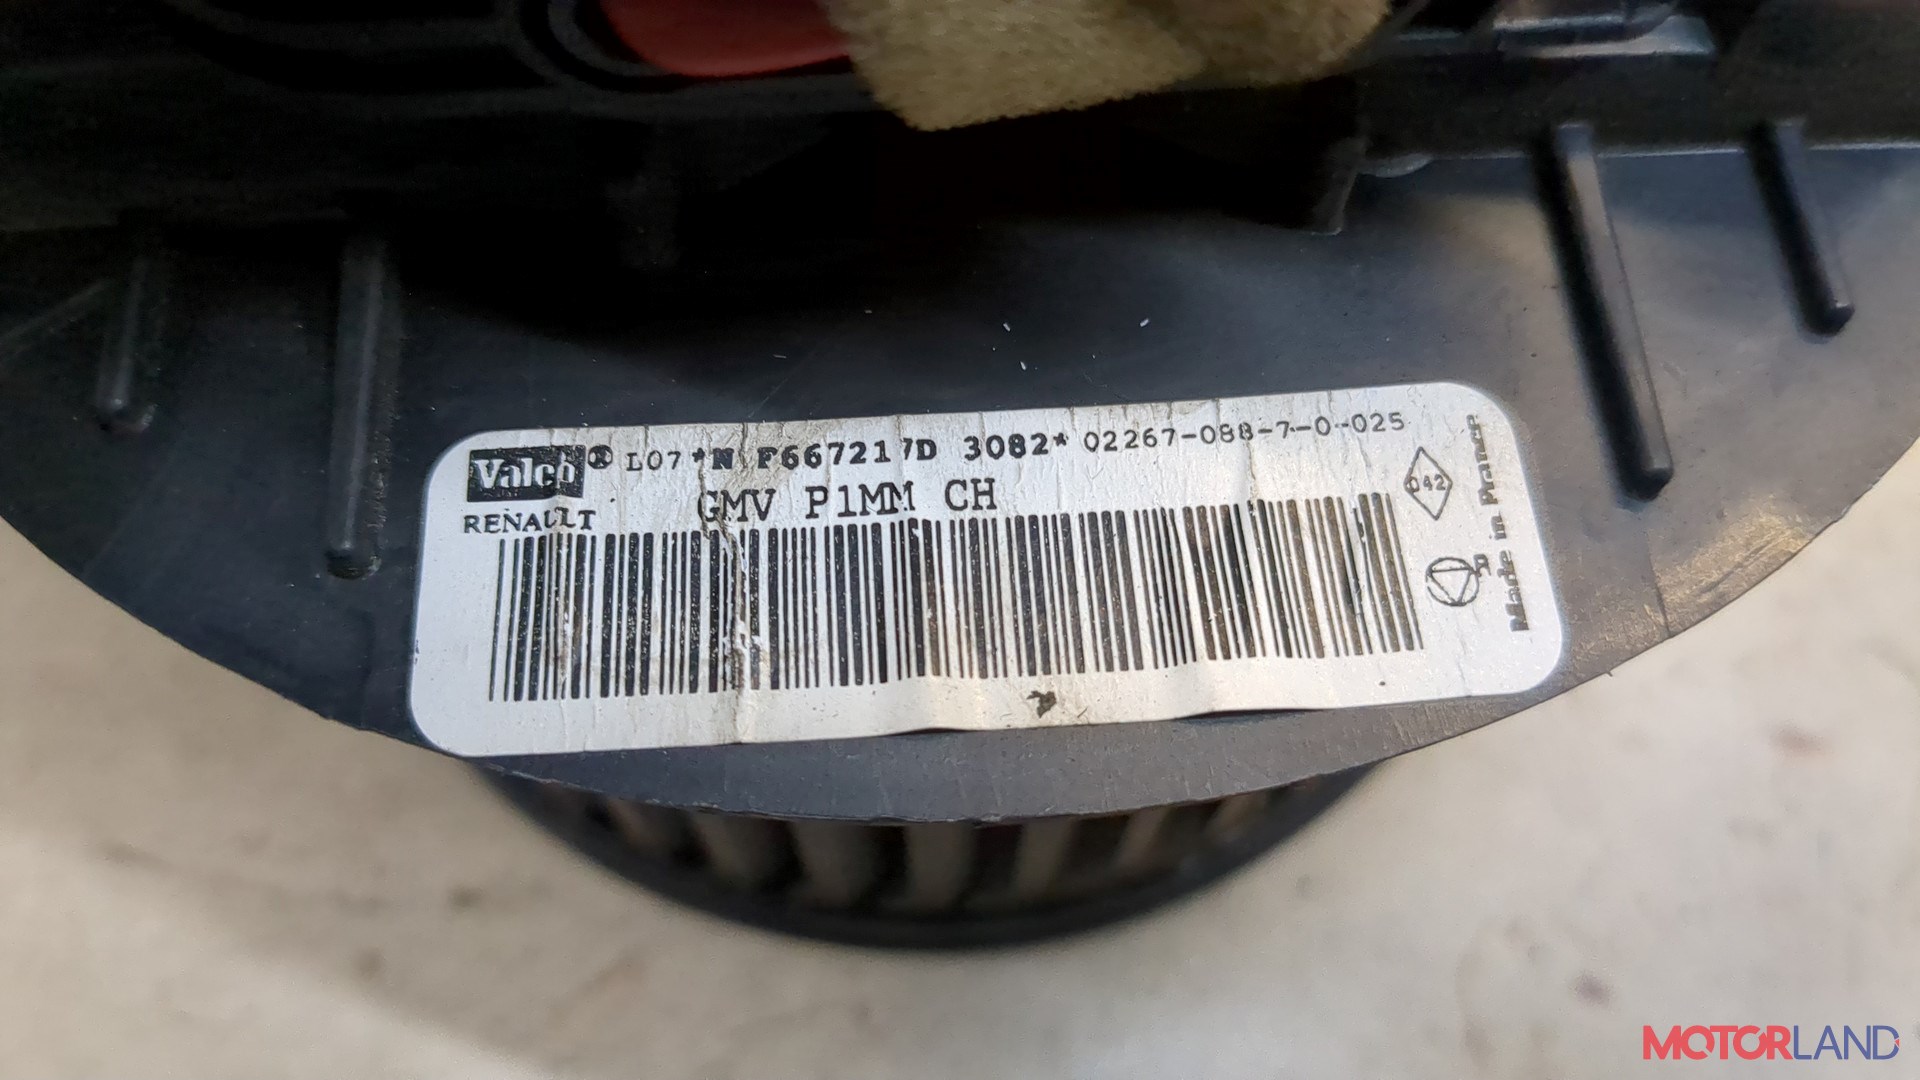 Valeo® L07 *N F667217D 3082* 02267-088-7-0-025
RENAULT GMV P1MM CH
042
Made in France
MOTORLAND